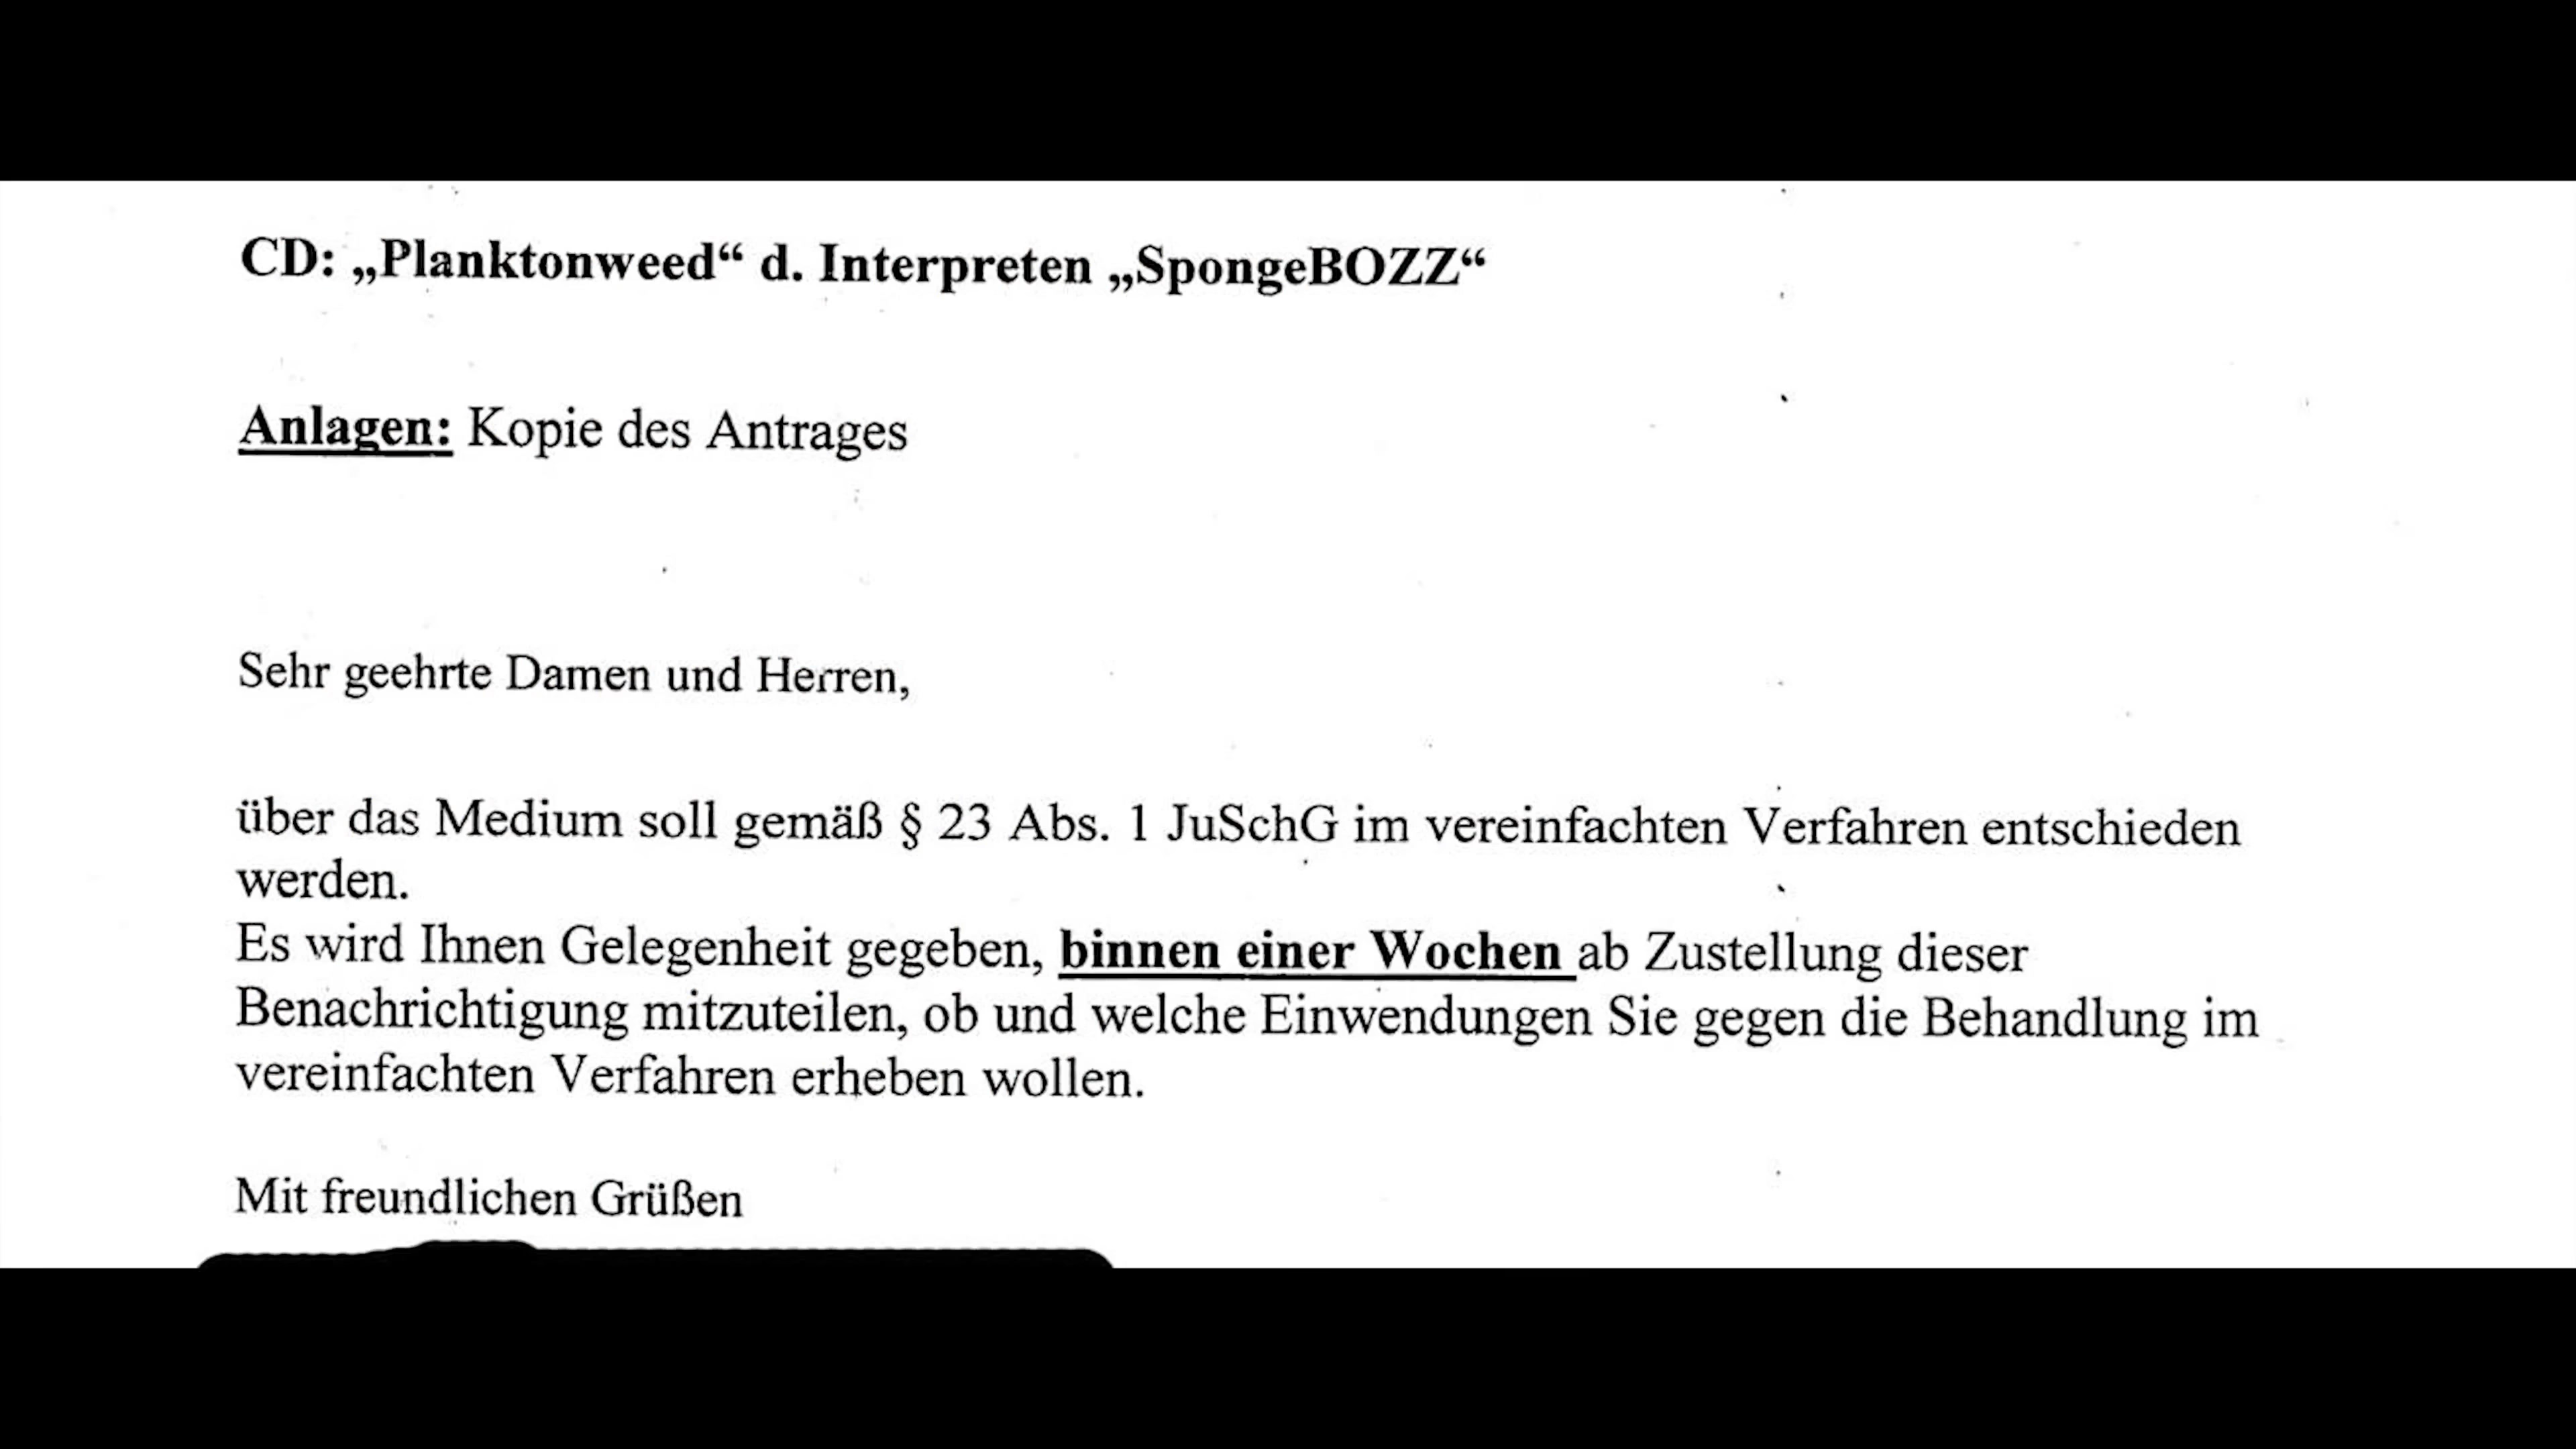 CD: „Planktonweed“ d. Interpreten „SpongeBOZZ“
Anlagen: Kopie des Antrages
Sehr geehrte Damen und Herren,
über das Medium soll gemäß § 23 Abs. 1 JuSchG im vereinfachten Verfahren entschieden
werden.
Es wird Ihnen Gelegenheit gegeben, binnen einer Wochen ab Zustellung dieser
Benachrichtigung mitzuteilen, ob und welche Einwendungen Sie gegen die Behandlung im
vereinfachten Verfahren erheben wollen.
Mit freundlichen Grüßen